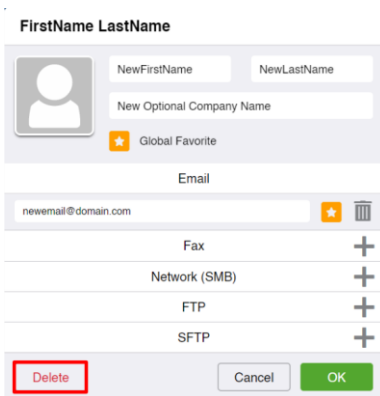 FirstName LastName
NewFirstName NewLastName
New Optional Company Name
Global Favorite
Email
newemail@domain.com
Fax
Network (SMB)
FTP
SFTP
Delete Cancel OK